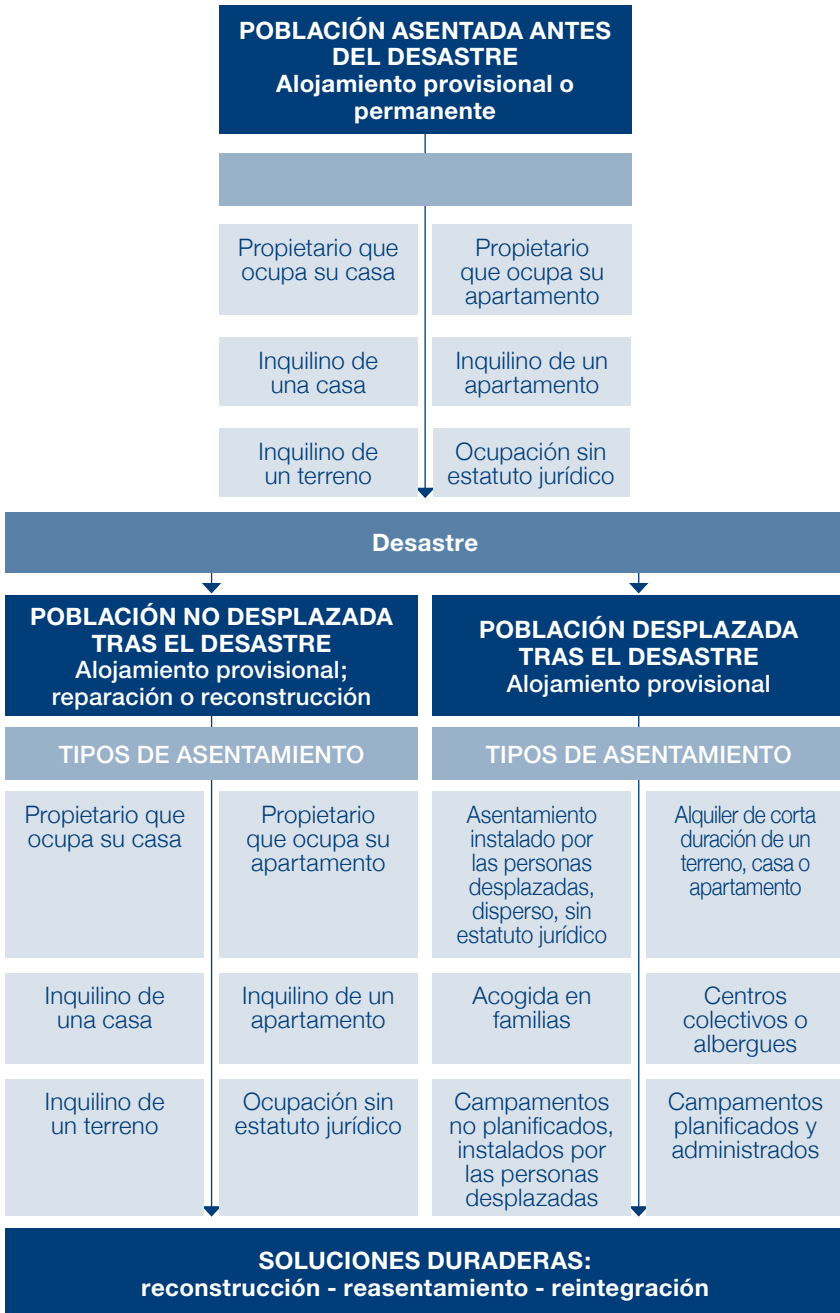 POBLACIÓN ASENTADA ANTES
DEL DESASTRE
Alojamiento provisional o
permanente
Propietario que
ocupa su casa
Propietario
que ocupa su
apartamento
Inquilino de
una casa
Inquilino de un
apartamento
Inquilino de
un terreno
Ocupación sin
estatuto jurídico
Desastre
POBLACIÓN NO DESPLAZADA
TRAS EL DESASTRE
Alojamiento provisional;
reparación o reconstrucción
POBLACIÓN DESPLAZADA
TRAS EL DESASTRE
Alojamiento provisional
TIPOS DE ASENTAMIENTO
TIPOS DE ASENTAMIENTO
Propietario que
ocupa su casa
Propietario
que ocupa su
apartamento
Asentamiento
instalado por
las personas
desplazadas,
disperso, sin
estatuto jurídico
Alquiler de corta
duración de un
terreno, casa o
apartamento
Inquilino de
una casa
Inquilino de un
apartamento
Acogida en
familias
Centros
colectivos o
albergues
Inquilino de
un terreno
Ocupación sin
estatuto jurídico
Campamentos
no planificados,
instalados por
las personas
desplazadas
Campamentos
planificados y
administrados
SOLUCIONES DURADERAS:
reconstrucción - reasentamiento - reintegración